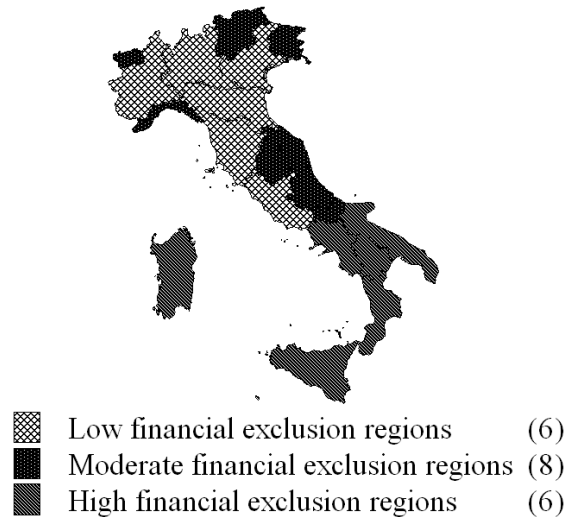 Low financial exclusion regions (6)
Moderate financial exclusion regions (8)
High financial exclusion regions (6)